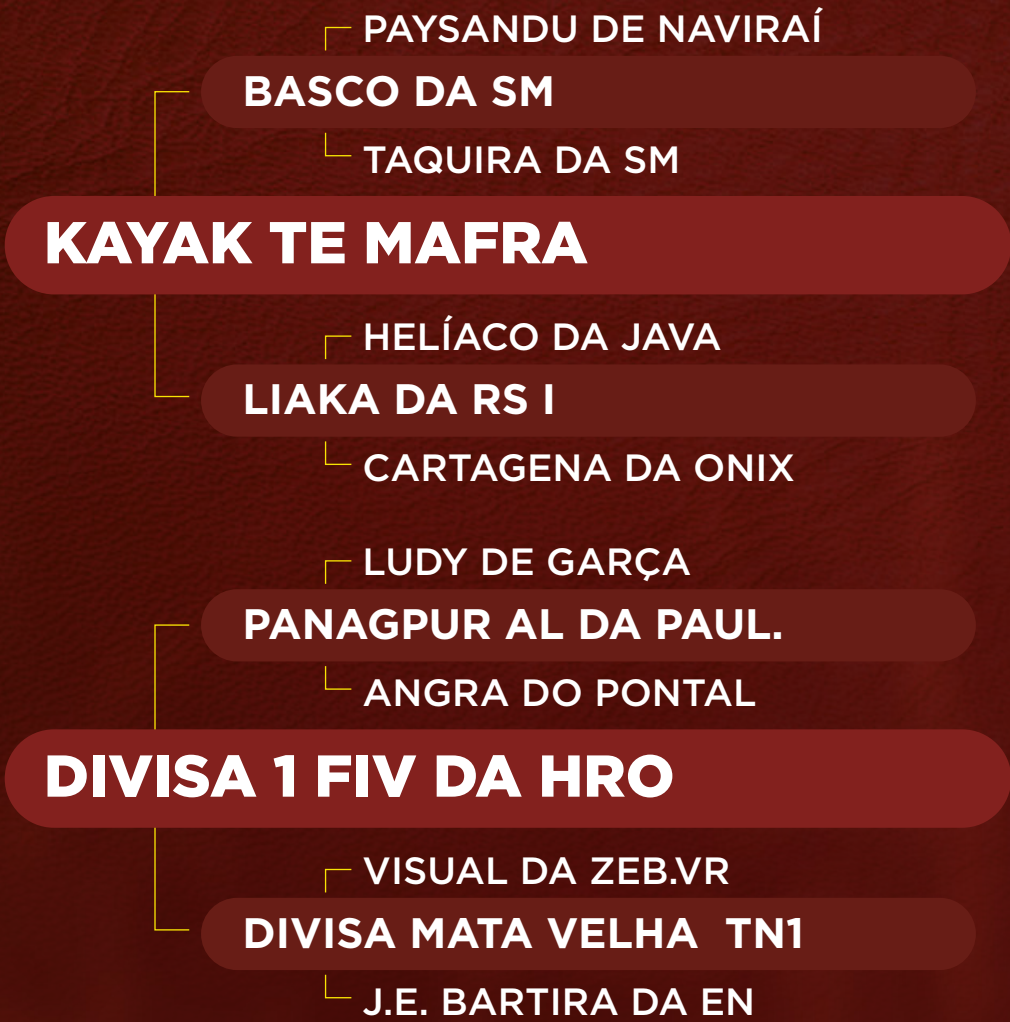 PAYSANDU DE NAVIRAÍ
BASCO DA SM
TAQUIRA DA SM
KAYAK TE MAFRA
HELÍACO DA JAVA
LIAKA DA RS I
CARTAGENA DA ONIX
LUDY DE GARÇA
PANAGPUR AL DA PAUL.
ANGRA DO PONTAL
DIVISA 1 FIV DA HRO
VISUAL DA ZEB.VR
DIVISA MATA VELHA TN1
J.E. BARTIRA DA EN